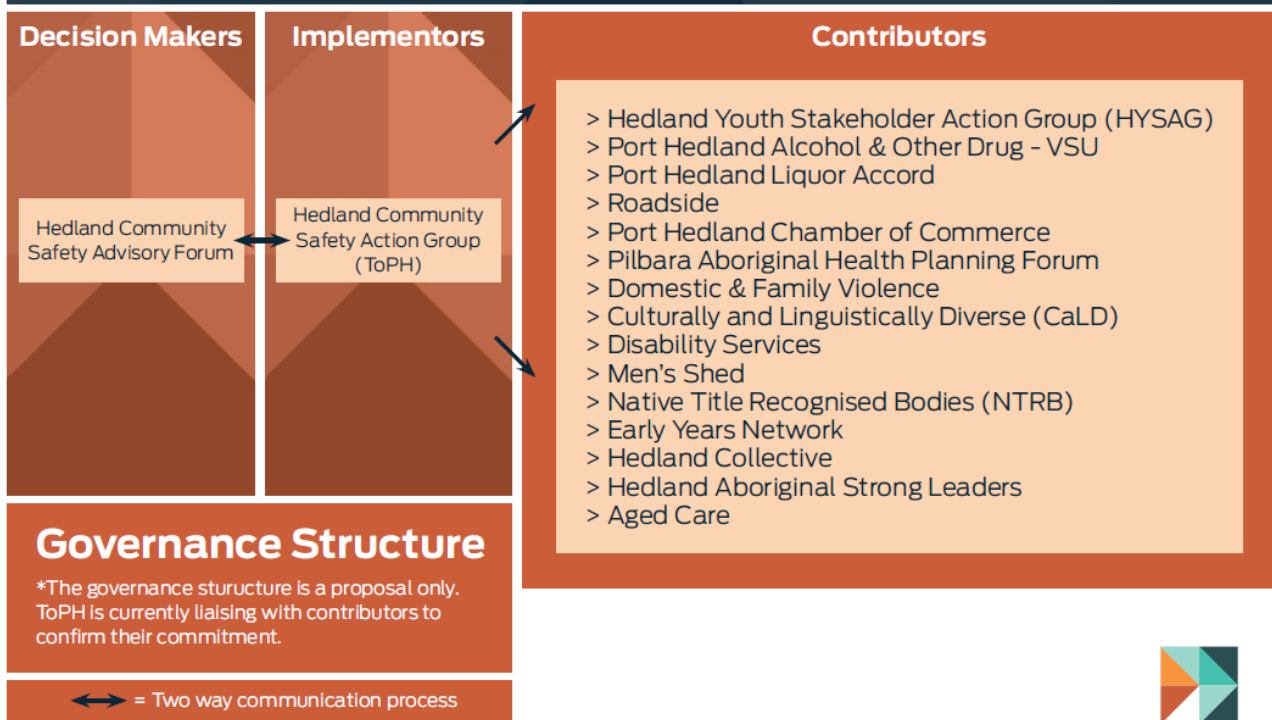 Decision Makers
Implementors
Contributors
Hedland Community
Safety Advisory Forum
Hedland Community
Safety Action Group
(ToPH)
> Hedland Youth Stakeholder Action Group (HYSAG)
> Port Hedland Alcohol & Other Drug - VSU
> Port Hedland Liquor Accord
> Roadside
> Port Hedland Chamber of Commerce
> Pilbara Aboriginal Health Planning Forum
> Domestic & Family Violence
> Culturally and Linguistically Diverse (CaLD)
> Disability Services
> Men’s Shed
> Native Title Recognised Bodies (NTRB)
> Early Years Network
> Hedland Collective
> Hedland Aboriginal Strong Leaders
> Aged Care
Governance Structure
*The governance sturucture is a proposal only.
ToPH is currently liaising with contributors to
confirm their commitment.
= Two way communication process